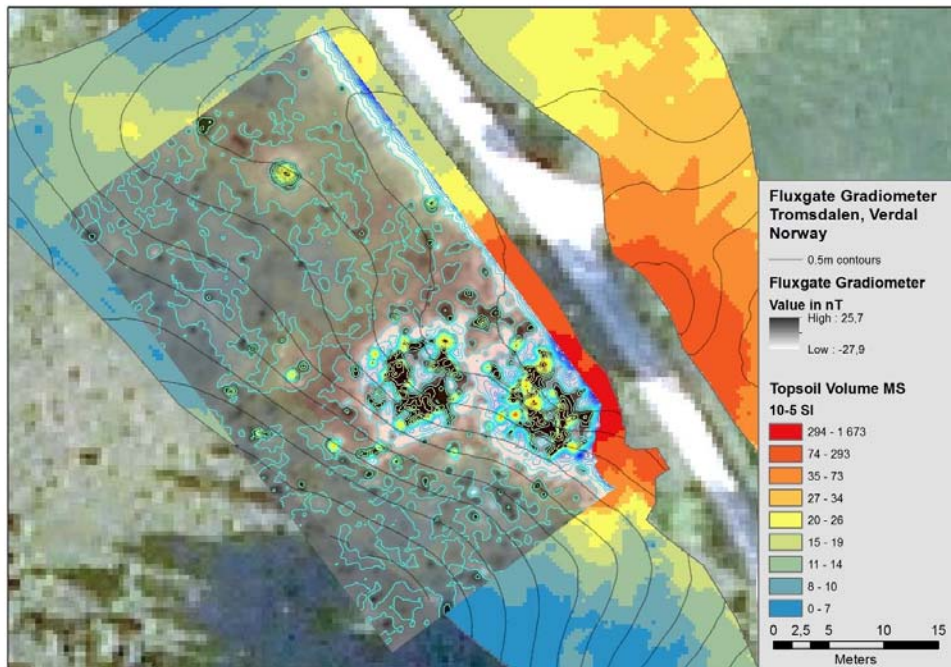 Fluxgate Gradiometer
Tromsdalen, Verdal
Norway
0.5m contours
Fluxgate Gradiometer
Value in nT
High : 25,7
Low : -27,9
Topsoil Volume MS
10-5 SI
294 - 1 673
74 - 293
35 - 73
27 - 34
20 - 26
15 - 19
11 - 14
8 - 10
0 - 7
0 2,5 5 10 15
Meters